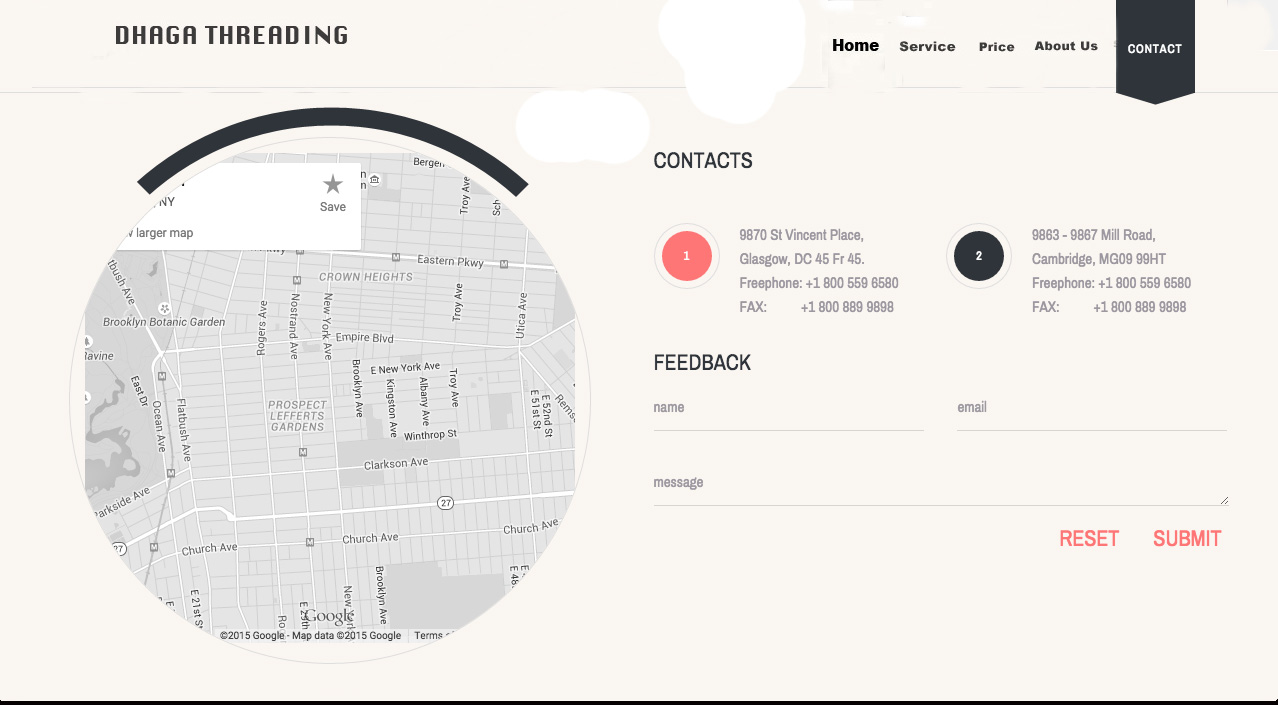 DHAGA THREADING
Home Service Price About Us CONTACT
CONTACTS
1
9870 St Vincent Place,
Glasgow, DC 45 Fr 45.
Freephone: +1 800 559 6580
FAX: +1 800 889 9898
2
9863 - 9867 Mill Road,
Cambridge, MG09 99HT
Freephone: +1 800 559 6580
FAX: +1 800 889 9898
FEEDBACK
name
email
message
RESET SUBMIT
NY
Save
larger map
Bergen
Troy Ave
Eastern Pkwy
CROWN HEIGHTS
Brooklyn Botanic Garden
Rogers Ave
Nostrand Ave
New York Ave
Troy Ave
Utica Ave
Empire Blvd
E New York Ave
East Dr
Ocean Ave
Flatbush Ave
PROSPECT
LEFFERTS
GARDENS
Brooklyn Ave
Kingston Ave
Albany Ave
Troy Ave
E 51st St
E 52nd St
Winthrop St
Clarkson Ave
Parkside Ave
27
Church Ave
Church Ave
Church Ave
Brooklyn Ave
E 21st St
Google
©2015 Google - Map data ©2015 Google
Terms